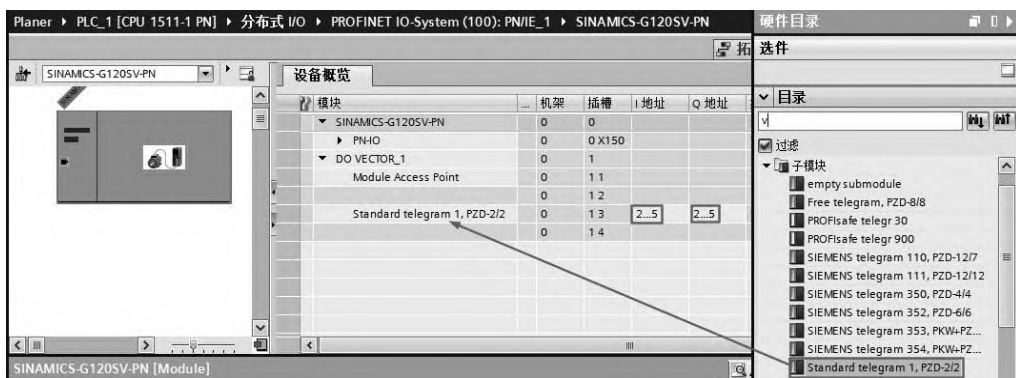 Planer ▸ PLC_1 [CPU 1511-1 PN] ▸ 分布式 I/O ▸ PROFINET IO-System (100): PN/IE_1 ▸ SINAMICS-G120SV-PN
硬件目录
拓
选件
SINAMICS-G120SV-PN
设备概览
模块 ... 机架 插槽 I 地址 Q 地址
SINAMICS-G120SV-PN 0 0
PN-IO 0 0 X150
DO VECTOR_1 0 1
Module Access Point 0 1 1
0 1 2
Standard telegram 1, PZD-2/2 0 1 3 2...5 2...5
0 1 4
目录
v
过滤
子模块
empty submodule
Free telegram, PZD-8/8
PROFIsafe telegr 30
PROFIsafe telegr 900
SIEMENS telegram 110, PZD-12/7
SIEMENS telegram 111, PZD-12/12
SIEMENS telegram 350, PZD-4/4
SIEMENS telegram 352, PZD-6/6
SIEMENS telegram 353, PKW+PZ...
SIEMENS telegram 354, PKW+PZ...
Standard telegram 1, PZD-2/2
SINAMICS-G120SV-PN [Module]